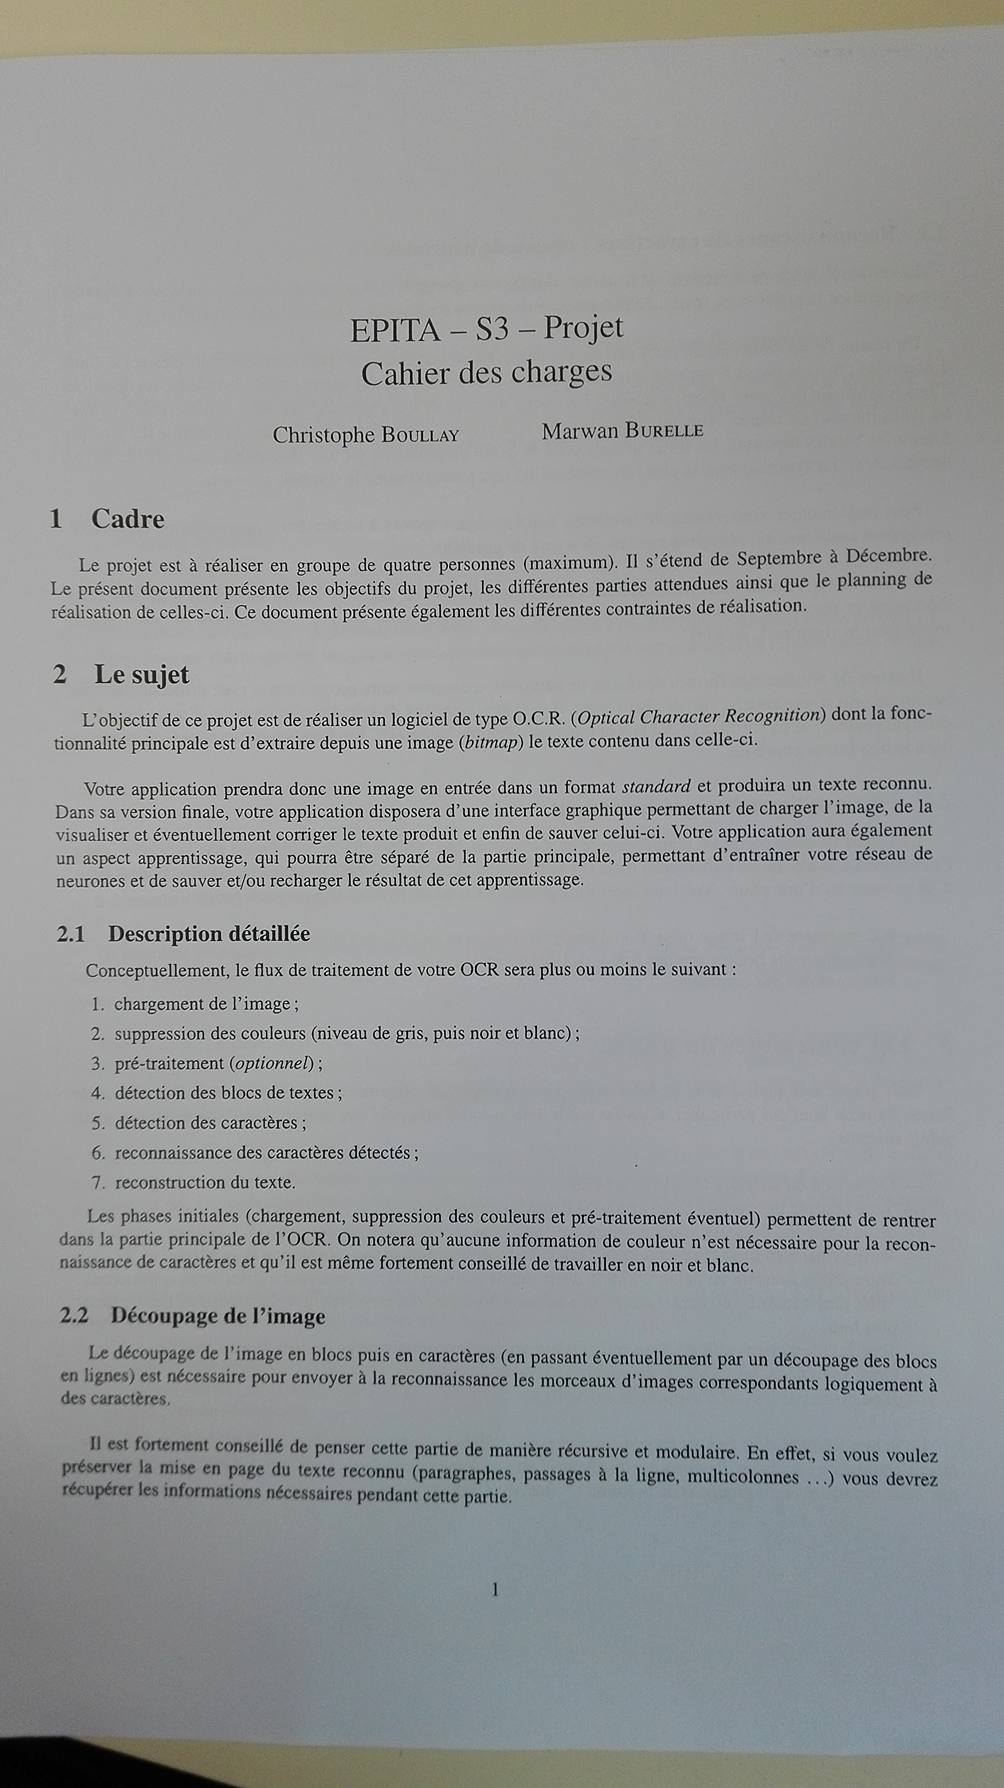 EPITA – S3 – Projet
Cahier des charges
Christophe BOULLAY Marwan BURELLE
1 Cadre
Le projet est à réaliser en groupe de quatre personnes (maximum). Il s'étend de Septembre à Décembre.
Le présent document présente les objectifs du projet, les différentes parties attendues ainsi que le planning de
réalisation de celles-ci. Ce document présente également les différentes contraintes de réalisation.
2 Le sujet
L'objectif de ce projet est de réaliser un logiciel de type O.C.R. (Optical Character Recognition) dont la fonc-
tionnalité principale est d'extraire depuis une image (bitmap) le texte contenu dans celle-ci.
Votre application prendra donc une image en entrée dans un format standard et produira un texte reconnu.
Dans sa version finale, votre application disposera d'une interface graphique permettant de charger l'image, de la
visualiser et éventuellement corriger le texte produit et enfin de sauver celui-ci. Votre application aura également
un aspect apprentissage, qui pourra être séparé de la partie principale, permettant d'entraîner votre réseau de
neurones et de sauver et/ou recharger le résultat de cet apprentissage.
2.1 Description détaillée
Conceptuellement, le flux de traitement de votre OCR sera plus ou moins le suivant :
1. chargement de l'image ;
2. suppression des couleurs (niveau de gris, puis noir et blanc) ;
3. pré-traitement (optionnel) ;
4. détection des blocs de textes ;
5. détection des caractères ;
6. reconnaissance des caractères détectés ;
7. reconstruction du texte.
Les phases initiales (chargement, suppression des couleurs et pré-traitement éventuel) permettent de rentrer
dans la partie principale de l'OCR. On notera qu'aucune information de couleur n'est nécessaire pour la recon-
naissance de caractères et qu'il est même fortement conseillé de travailler en noir et blanc.
2.2 Découpage de l'image
Le découpage de l'image en blocs puis en caractères (en passant éventuellement par un découpage des blocs
en lignes) est nécessaire pour envoyer à la reconnaissance les morceaux d'images correspondants logiquement à
des caractères.
Il est fortement conseillé de penser cette partie de manière récursive et modulaire. En effet, si vous voulez
préserver la mise en page du texte reconnu (paragraphes, passages à la ligne, multicolonnes ...) vous devrez
récupérer les informations nécessaires pendant cette partie.
1